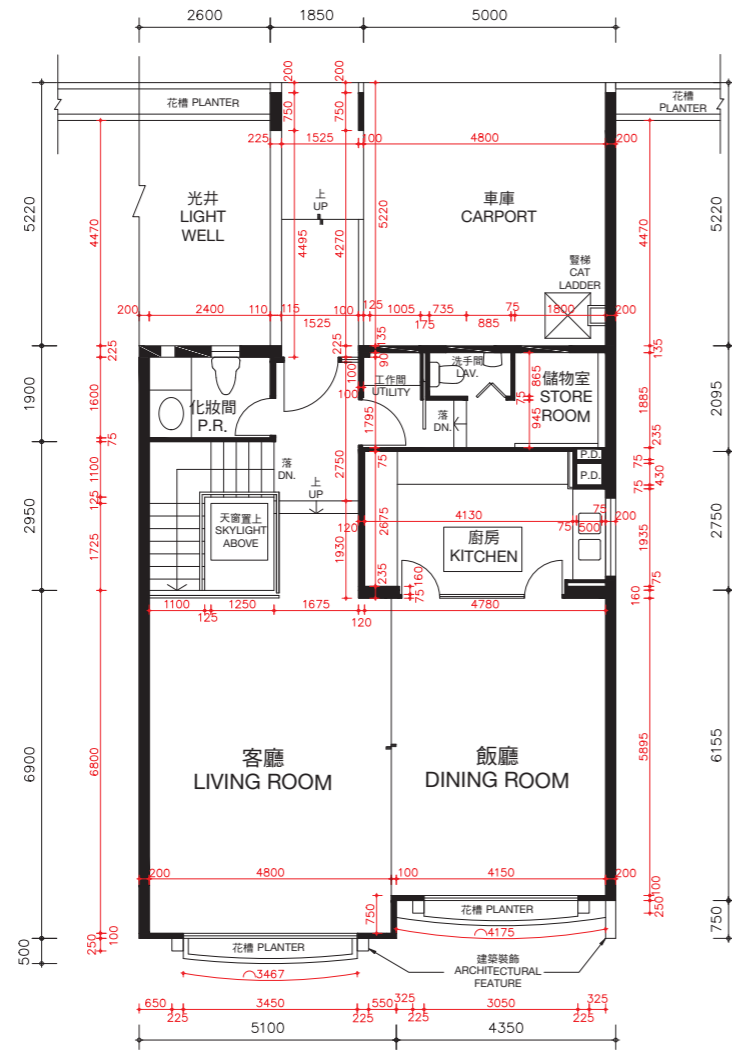 2600
1850
5000
花槽 PLANTER
花槽
PLANTER
200
200
750
750
225
1525
100
4800
200
光井
LIGHT
WELL
上
UP
車庫
CARPORT
5220
4470
4495
4270
5220
4470
5220
豎梯
CAT
LADDER
200
2400
110
115
1525
100
125
1005
175
735
885
75
1800
200
225
225
135
90
135
1900
1600
75
化妝間
P.R.
100
100
工作間
UTILITY
洗手間
LAV.
儲物室
STORE
ROOM
865
75
945
1885
235
2095
落
DN.
1795
75
2750
落
DN.
上
UP
P.D.
P.D.
75
430
75
2950
1100
125
1725
天窗置上
SKYLIGHT
ABOVE
120
4130
75
75
500
200
廚房
KITCHEN
2675
1930
235
160
75
1935
75
160
2750
1100
125
1250
1675
120
4780
6900
6800
客廳
LIVING ROOM
飯廳
DINING ROOM
5895
6155
200
4800
100
4150
200
750
100
250
750
花槽 PLANTER
4175
500
250
100
花槽 PLANTER
3467
建築裝飾
ARCHITECTURAL
FEATURE
650
225
3450
225
550
325
225
3050
225
325
5100
4350